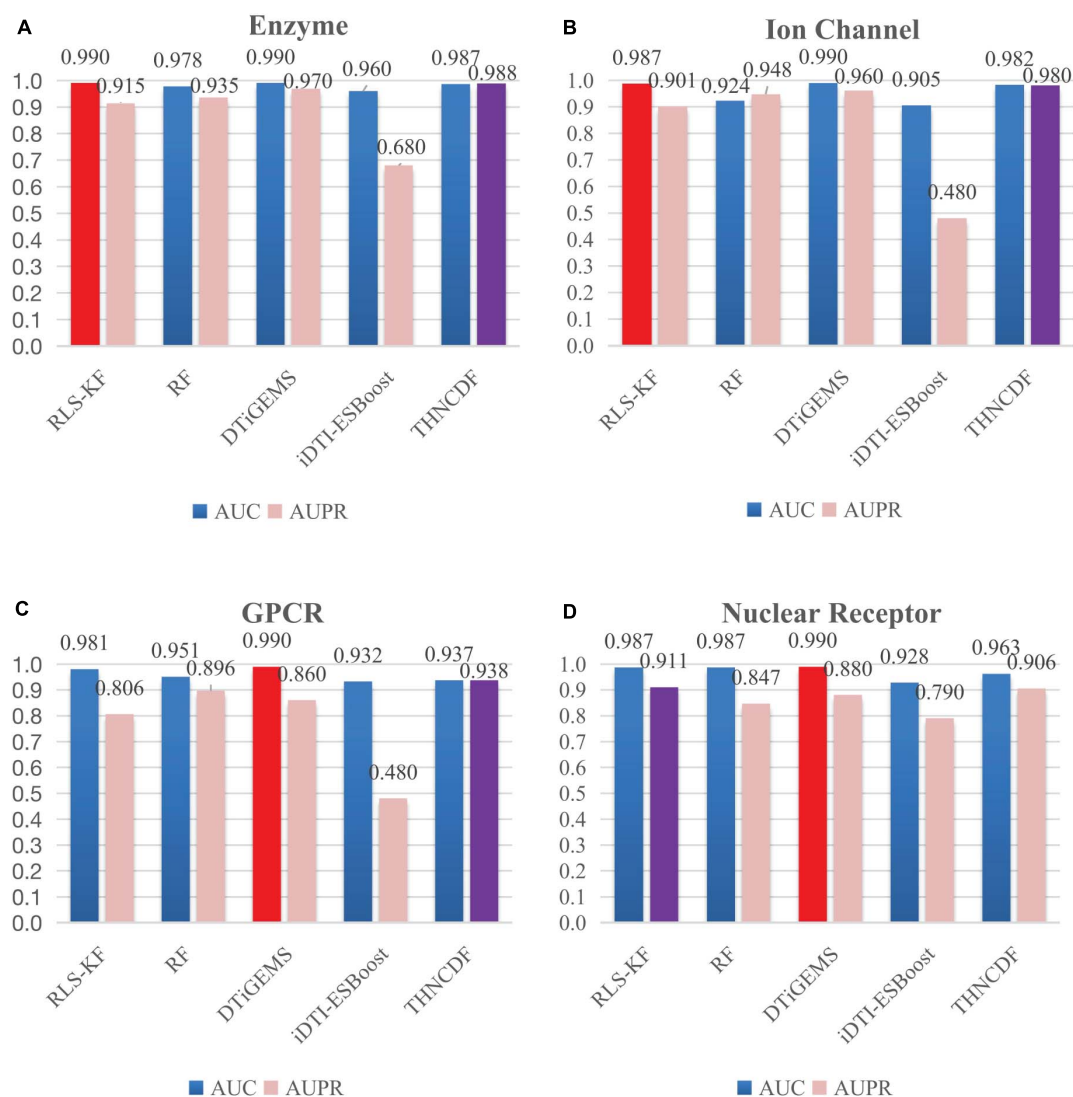 A
Enzyme
0.990 0.915 0.978 0.935 0.990 0.970 0.960 0.680 0.987 0.988
1.0
0.9
0.8
0.7
0.6
0.5
0.4
0.3
0.2
0.1
0.0
RLS-KF RF DTiGEMS iDTI-ESBoost THNCDF
AUC AUPR
B
Ion Channel
0.987 0.901 0.924 0.948 0.990 0.960 0.905 0.480 0.982 0.980
1.0
0.9
0.8
0.7
0.6
0.5
0.4
0.3
0.2
0.1
0.0
RLS-KF RF DTiGEMS iDTI-ESBoost THNCDF
AUC AUPR
C
GPCR
0.981 0.806 0.951 0.896 0.990 0.860 0.932 0.480 0.937 0.938
1.0
0.9
0.8
0.7
0.6
0.5
0.4
0.3
0.2
0.1
0.0
RLS-KF RF DTiGEMS iDTI-ESBoost THNCDF
AUC AUPR
D
Nuclear Receptor
0.987 0.911 0.987 0.847 0.990 0.880 0.928 0.790 0.963 0.906
1.0
0.9
0.8
0.7
0.6
0.5
0.4
0.3
0.2
0.1
0.0
RLS-KF RF DTiGEMS iDTI-ESBoost THNCDF
AUC AUPR